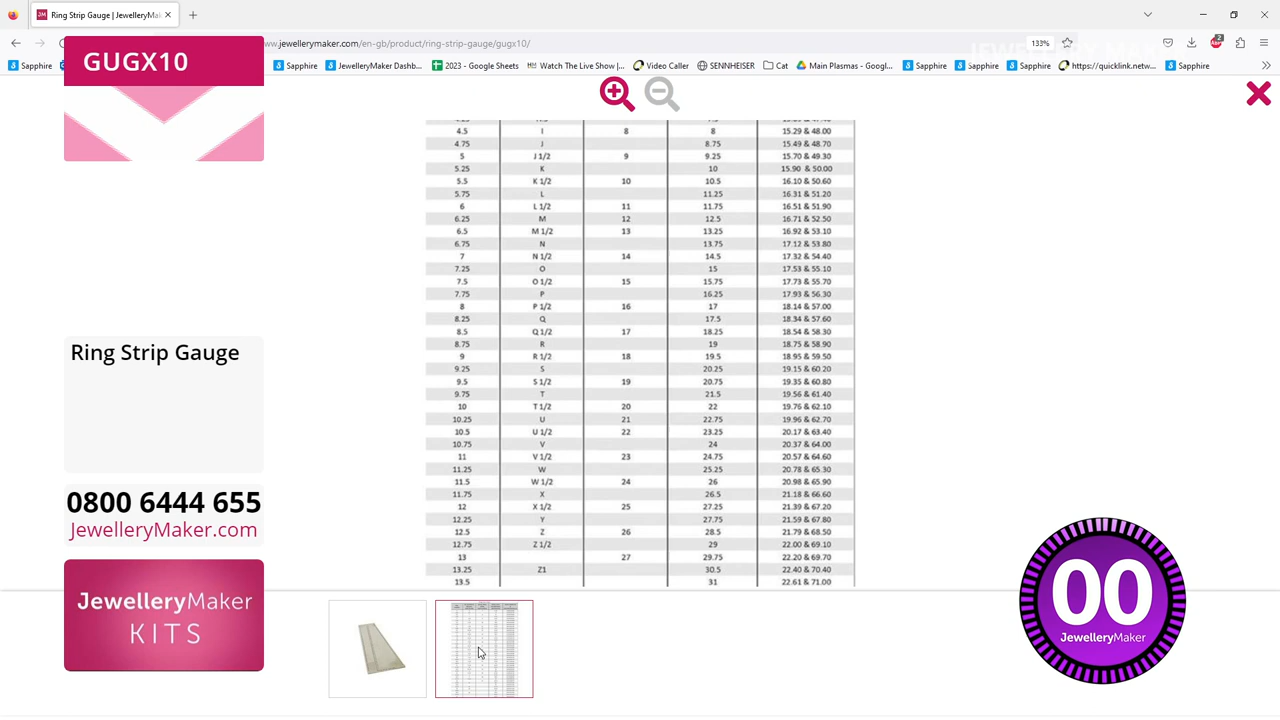 Ring Strip Gauge | JewelleryMak
ww.jewellerymaker.com/en-gb/product/ring-strip-gauge/gugx10/
133%
2
JEWELLERY MAK
Sapphire
Sapphire
JewelleryMaker Dashb...
2023 - Google Sheets
Watch The Live Show |...
Video Caller
SENNHEISER
Cat
Main Plasmas - Googl...
Sapphire
Sapphire
Sapphire
https://quicklink.netw...
Sapphire
GUGX10
4.5 I 8 8 15.29 & 48.00
4.75 J 8.75 15.49 & 48.70
5 J 1/2 9 9.25 15.70 & 49.30
5.25 K 10 15.90 & 50.00
5.5 K 1/2 10 10.5 16.10 & 50.60
5.75 L 11.25 16.31 & 51.20
6 L 1/2 11 11.75 16.51 & 51.90
6.25 M 12 12.5 16.71 & 52.50
6.5 M 1/2 13 13.25 16.92 & 53.10
6.75 N 13.75 17.12 & 53.80
7 N 1/2 14 14.5 17.32 & 54.40
7.25 O 15 17.53 & 55.10
7.5 O 1/2 15 15.75 17.73 & 55.70
7.75 P 16.25 17.93 & 56.30
8 P 1/2 16 17 18.14 & 57.00
8.25 Q 17.5 18.34 & 57.60
8.5 Q 1/2 17 18.25 18.54 & 58.30
8.75 R 19 18.75 & 58.90
9 R 1/2 18 19.5 18.95 & 59.50
9.25 S 20.25 19.15 & 60.20
9.5 S 1/2 19 20.75 19.35 & 60.80
9.75 T 21.5 19.56 & 61.40
10 T 1/2 20 22 19.76 & 62.10
10.25 U 21 22.75 19.96 & 62.70
10.5 U 1/2 22 23.25 20.17 & 63.40
10.75 V 24 20.37 & 64.00
11 V 1/2 23 24.75 20.57 & 64.60
11.25 W 25.25 20.78 & 65.30
11.5 W 1/2 24 26 20.98 & 65.90
11.75 X 26.5 21.18 & 66.60
12 X 1/2 25 27.25 21.39 & 67.20
12.25 Y 27.75 21.59 & 67.80
12.5 Z 26 28.5 21.79 & 68.50
12.75 Z 1/2 29 22.00 & 69.10
13 27 29.75 22.20 & 69.70
13.25 Z1 30.5 22.40 & 70.40
13.5 31 22.61 & 71.00
Ring Strip Gauge
0800 6444 655
JewelleryMaker.com
JewelleryMaker
KITS
00
JewelleryMaker